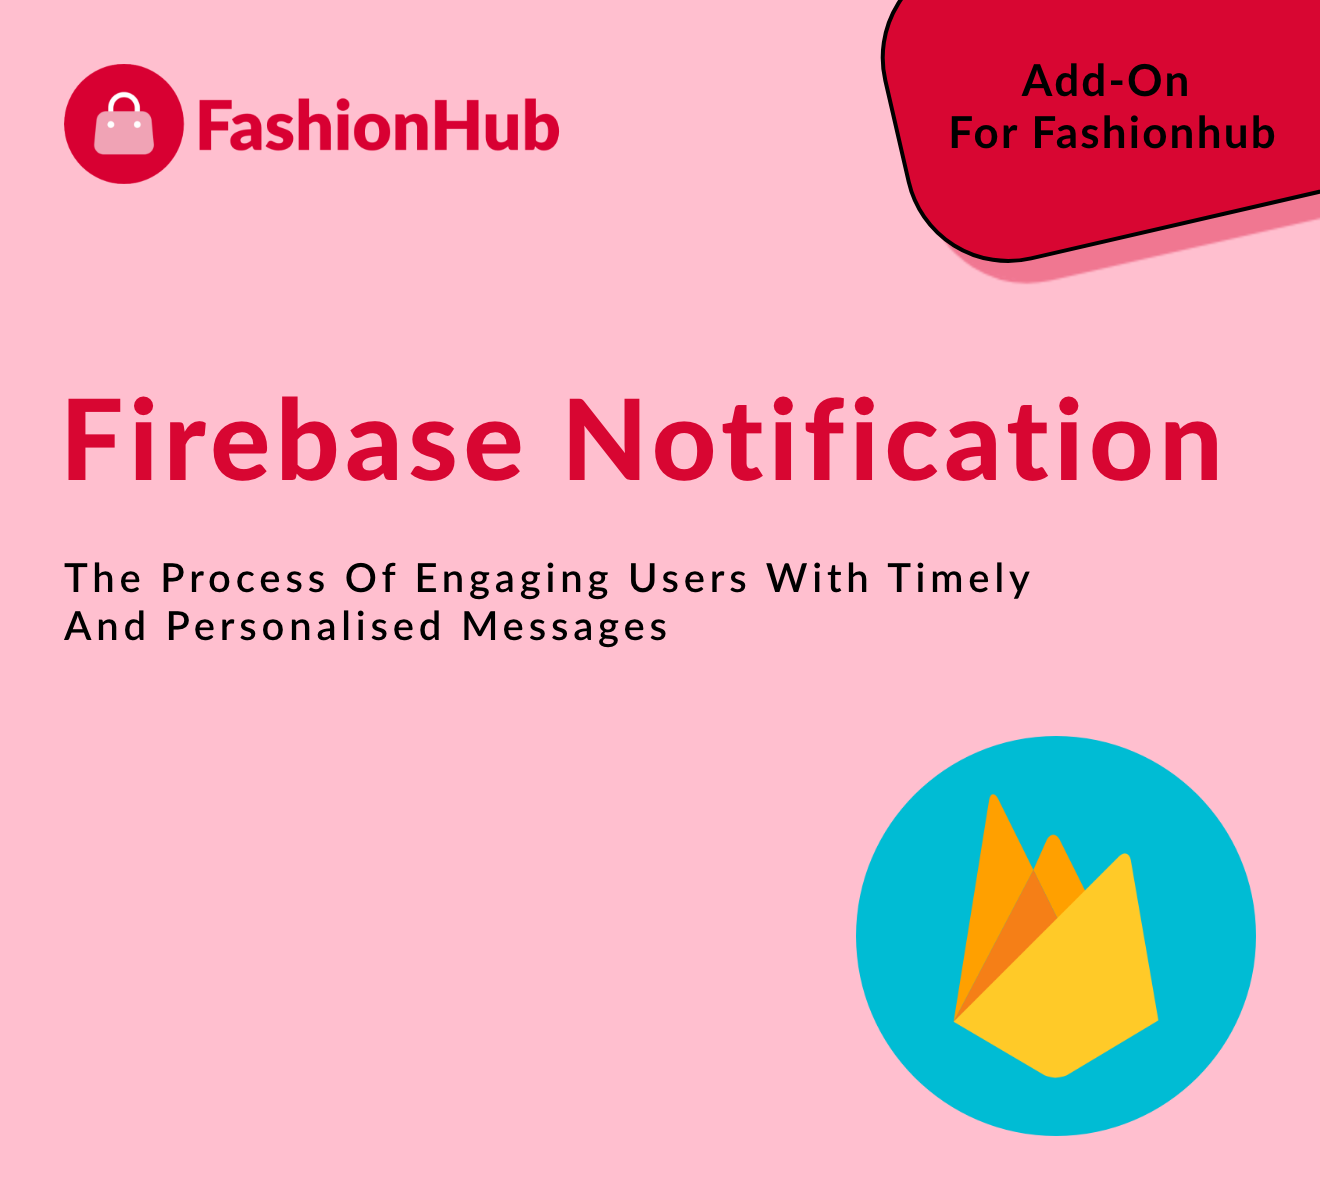 FashionHub
Add-On
For Fashionhub
Firebase Notification
The Process Of Engaging Users With Timely
And Personalised Messages